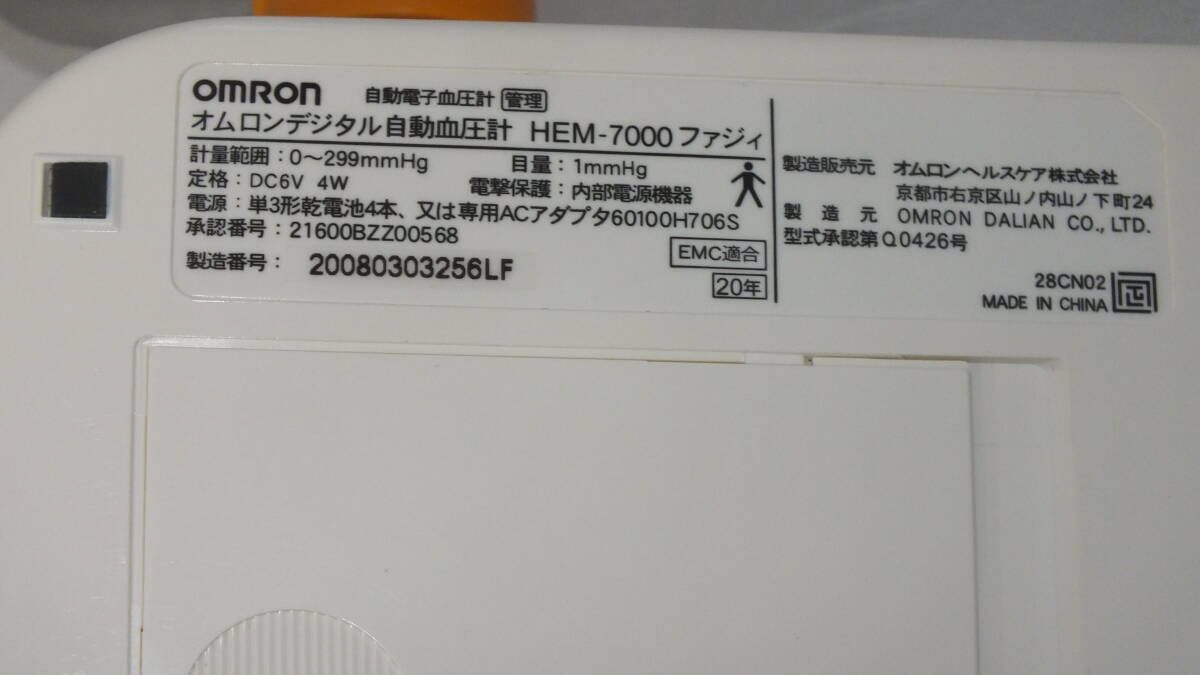 OMRON 自動電子血圧計 管理
オムロンデジタル自動血圧計 HEM-7000 ファジィ
計量範囲：0～299mmHg 目量：1mmHg
定格：DC6V 4W 電撃保護：内部電源機器
電源：単3形乾電池4本、又は専用ACアダプタ60100H706S
承認番号：21600BZZ00568
EMC適合
製造番号： 20080303256LF
20年
製造販売元 オムロンヘルスケア株式会社
京都市右京区山ノ内山ノ下町24
製造元 OMRON DALIAN CO., LTD.
型式承認第Q0426号
28CN02
MADE IN CHINA